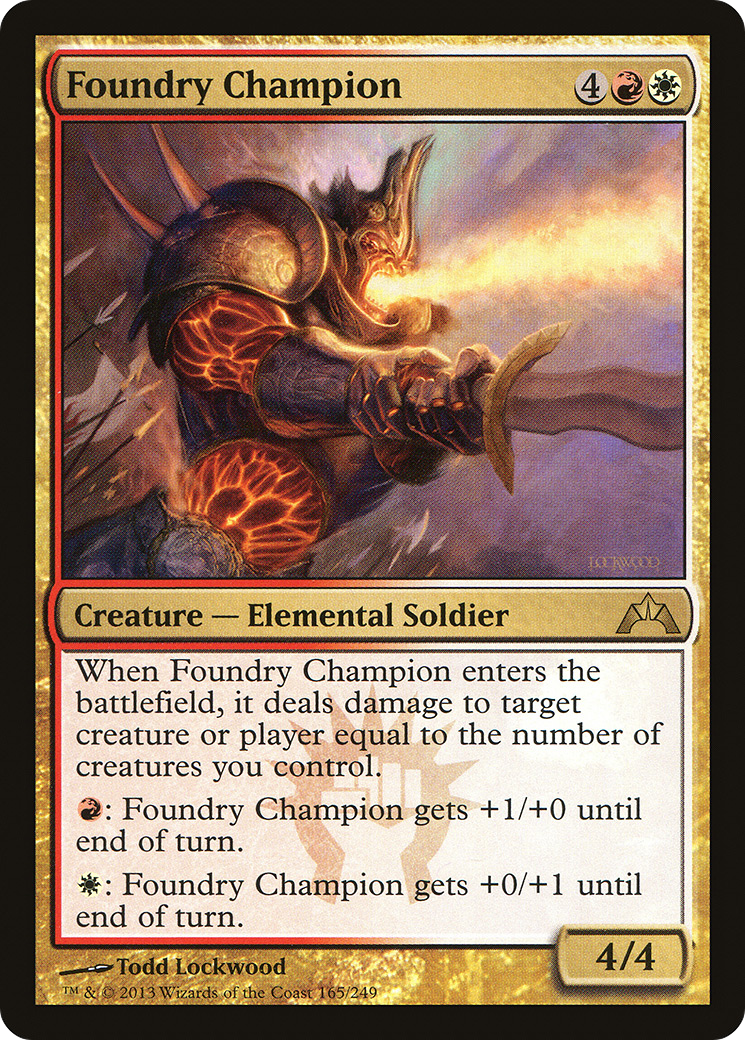 Foundry Champion 4
LOCKWOOD
Creature — Elemental Soldier
When Foundry Champion enters the
battlefield, it deals damage to target
creature or player equal to the number of
creatures you control.
: Foundry Champion gets +1/+0 until
end of turn.
: Foundry Champion gets +0/+1 until
end of turn.
4/4
Todd Lockwood
™ & © 2013 Wizards of the Coast 165/249